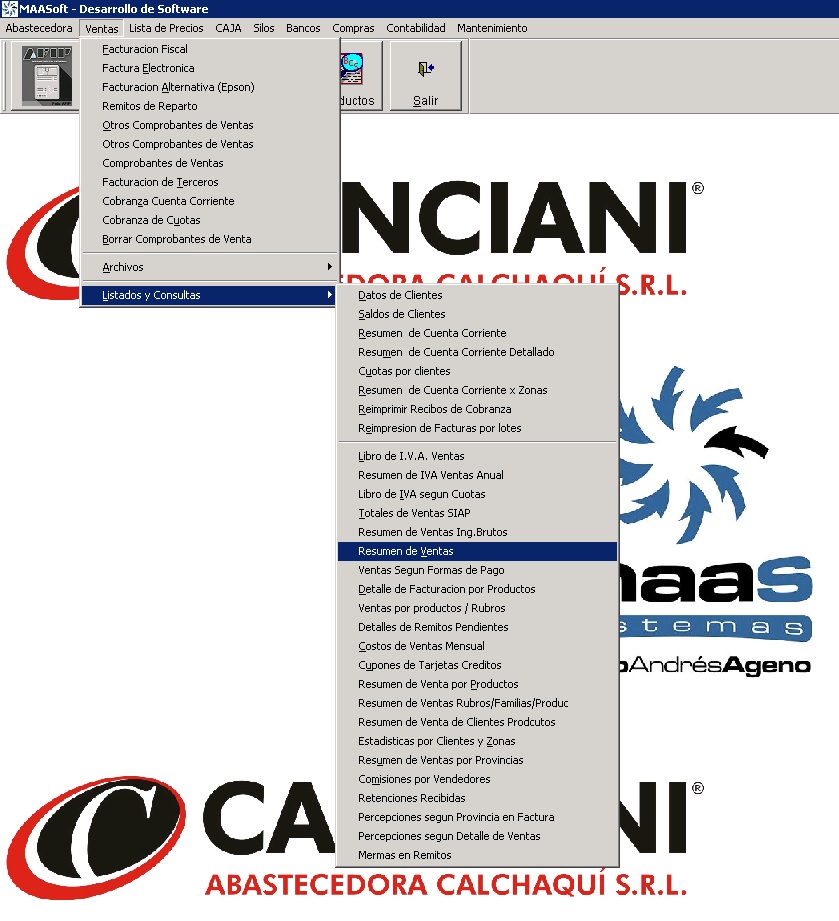 MAASoft - Desarrollo de Software
Abastecedora Ventas Lista de Precios CAJA Silos Bancos Compras Contabilidad Mantenimiento
AFIP
ductos
Salir
Facturacion Fiscal
Factura Electronica
Facturacion Alternativa (Epson)
Remitos de Reparto
Otros Comprobantes de Ventas
Otros Comprobantes de Ventas
Comprobantes de Ventas
Facturacion de Terceros
Cobranza Cuenta Corriente
Cobranza de Cuotas
Borrar Comprobantes de Venta
Archivos
Listados y Consultas
NCIANI®
DORA CALCHAQUÍ S.R.L.
Datos de Clientes
Saldos de Clientes
Resumen  de Cuenta Corriente
Resumen  de Cuenta Corriente Detallado
Cuotas por clientes
Resumen  de Cuenta Corriente x Zonas
Reimprimir Recibos de Cobranza
Reimpresion de Facturas por lotes
Libro de I.V.A. Ventas
Resumen de IVA Ventas Anual
Libro de IVA segun Cuotas
Totales de Ventas SIAP
Resumen de Ventas Ing.Brutos
Resumen de Ventas
Ventas Segun Formas de Pago
Detalle de Facturacion por Productos
Ventas por productos / Rubros
Detalles de Remitos Pendientes
Costos de Ventas Mensual
Cupones de Tarjetas Creditos
Resumen de Venta por Productos
Resumen de Ventas Rubros/Familias/Produc
Resumen de Venta de Clientes Prodcutos
Estadisticas por Clientes y Zonas
Resumen de Ventas por Provincias
Comisiones por Vendedores
Retenciones Recibidas
Percepciones segun Provincia en Factura
Percepciones segun Detalle de Ventas
Mermas en Remitos
maas
stemas
oAndrésAgeno
C CA NI®
ABASTECEDORA CALCHAQUÍ S.R.L.